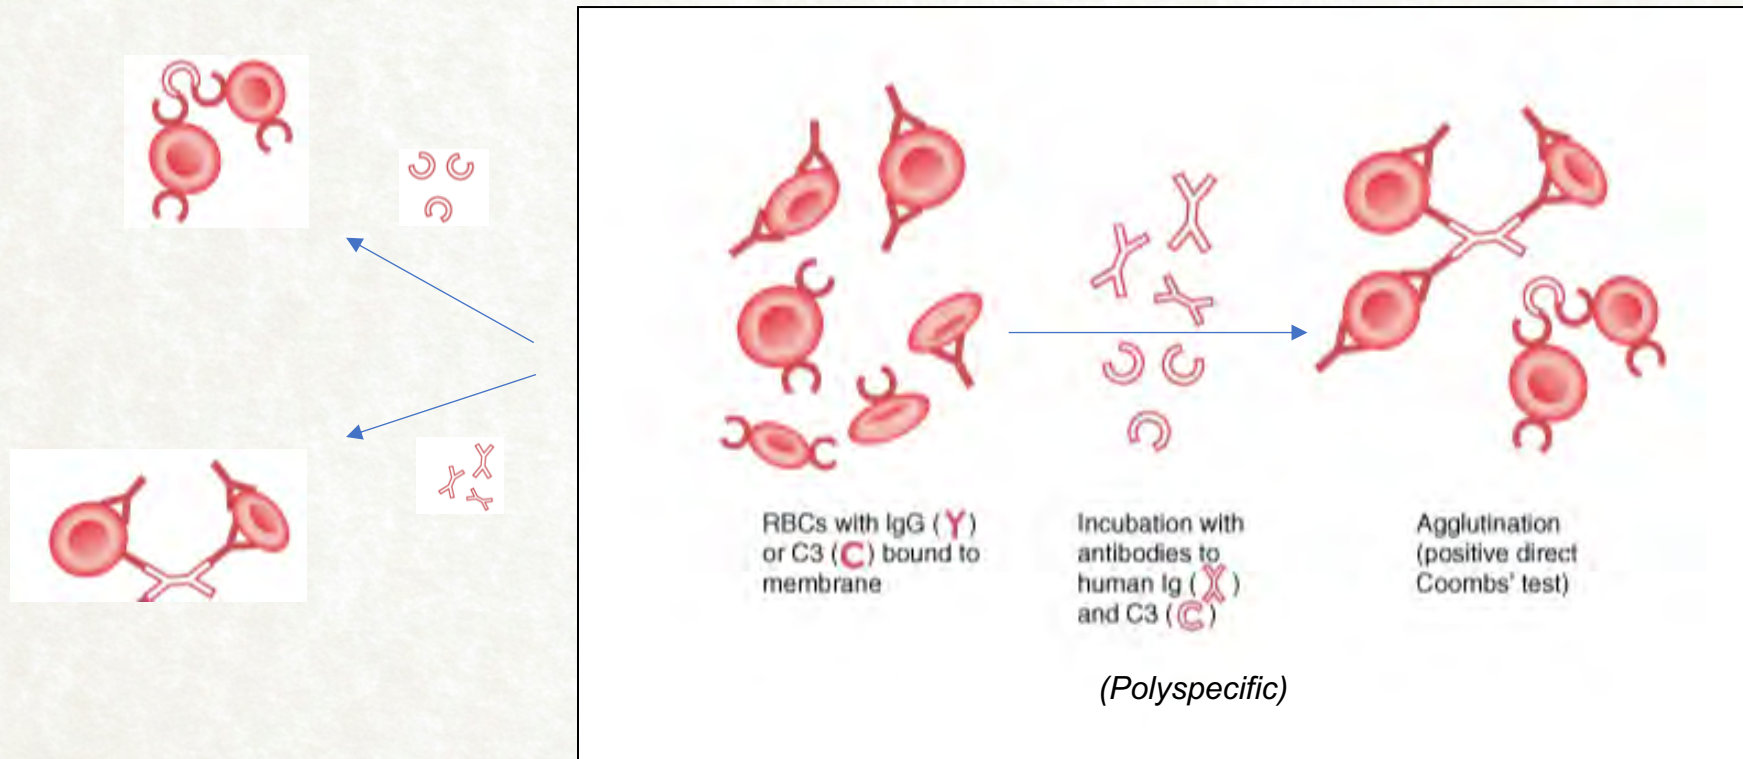 RBCs with IgG (Y)
or C3 (C) bound to
membrane
Incubation with
antibodies to
human Ig ( )
and C3 (C)
Agglutination
(positive direct
Coombs' test)
(Polyspecific)